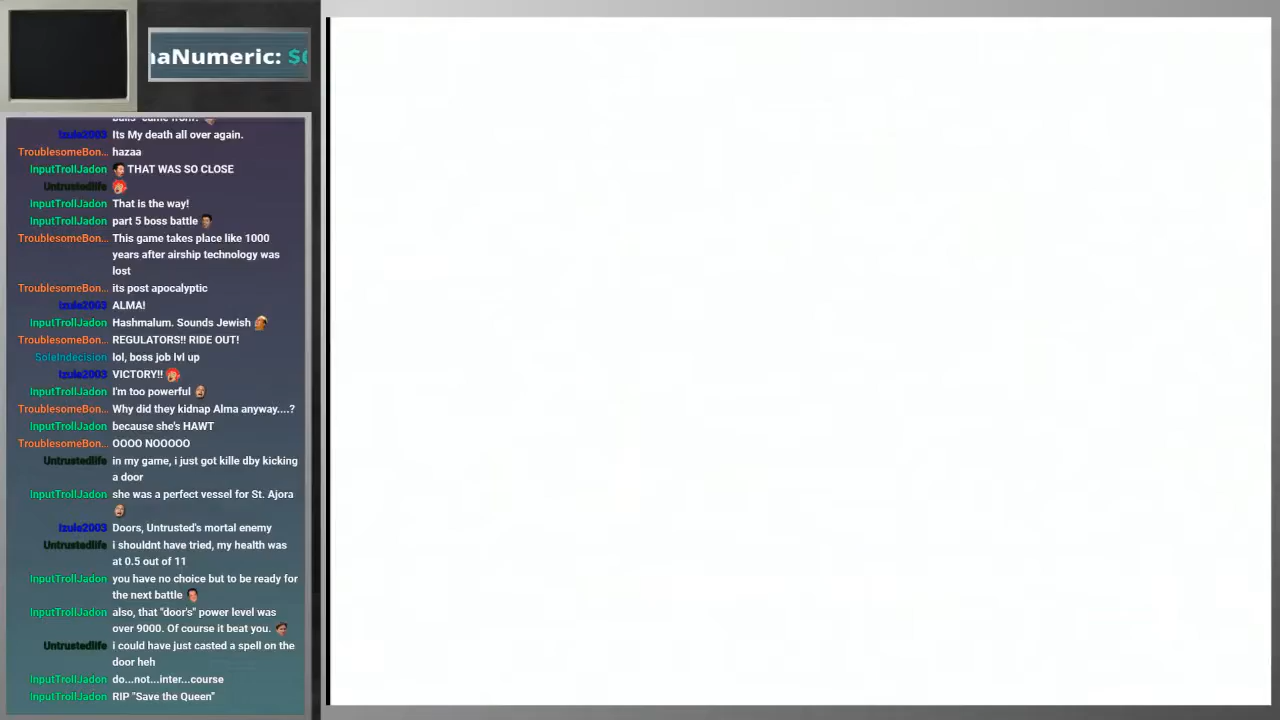 aNumeric: $
Izule2003 Its My death all over again.
TroublesomeBon... hazaa
InputTrollJadon THAT WAS SO CLOSE
Untrustedlife
InputTrollJadon That is the way!
InputTrollJadon part 5 boss battle
TroublesomeBon... This game takes place like 1000
years after airship technology was
lost
TroublesomeBon... its post apocalyptic
Izule2003 ALMA!
InputTrollJadon Hashmalum. Sounds Jewish
TroublesomeBon... REGULATORS!! RIDE OUT!
SoleIndecision lol, boss job lvl up
Izule2003 VICTORY!!
InputTrollJadon I'm too powerful
TroublesomeBon... Why did they kidnap Alma anyway....?
InputTrollJadon because she's HAWT
TroublesomeBon... OOOO NOOOOO
Untrustedlife in my game, i just got kille dby kicking
a door
InputTrollJadon she was a perfect vessel for St. Ajora
Izule2003 Doors, Untrusted's mortal enemy
Untrustedlife i shouldnt have tried, my health was
at 0.5 out of 11
InputTrollJadon you have no choice but to be ready for
the next battle
InputTrollJadon also, that "door's" power level was
over 9000. Of course it beat you.
Untrustedlife i could have just casted a spell on the
door heh
InputTrollJadon do...not...inter...course
InputTrollJadon RIP "Save the Queen"